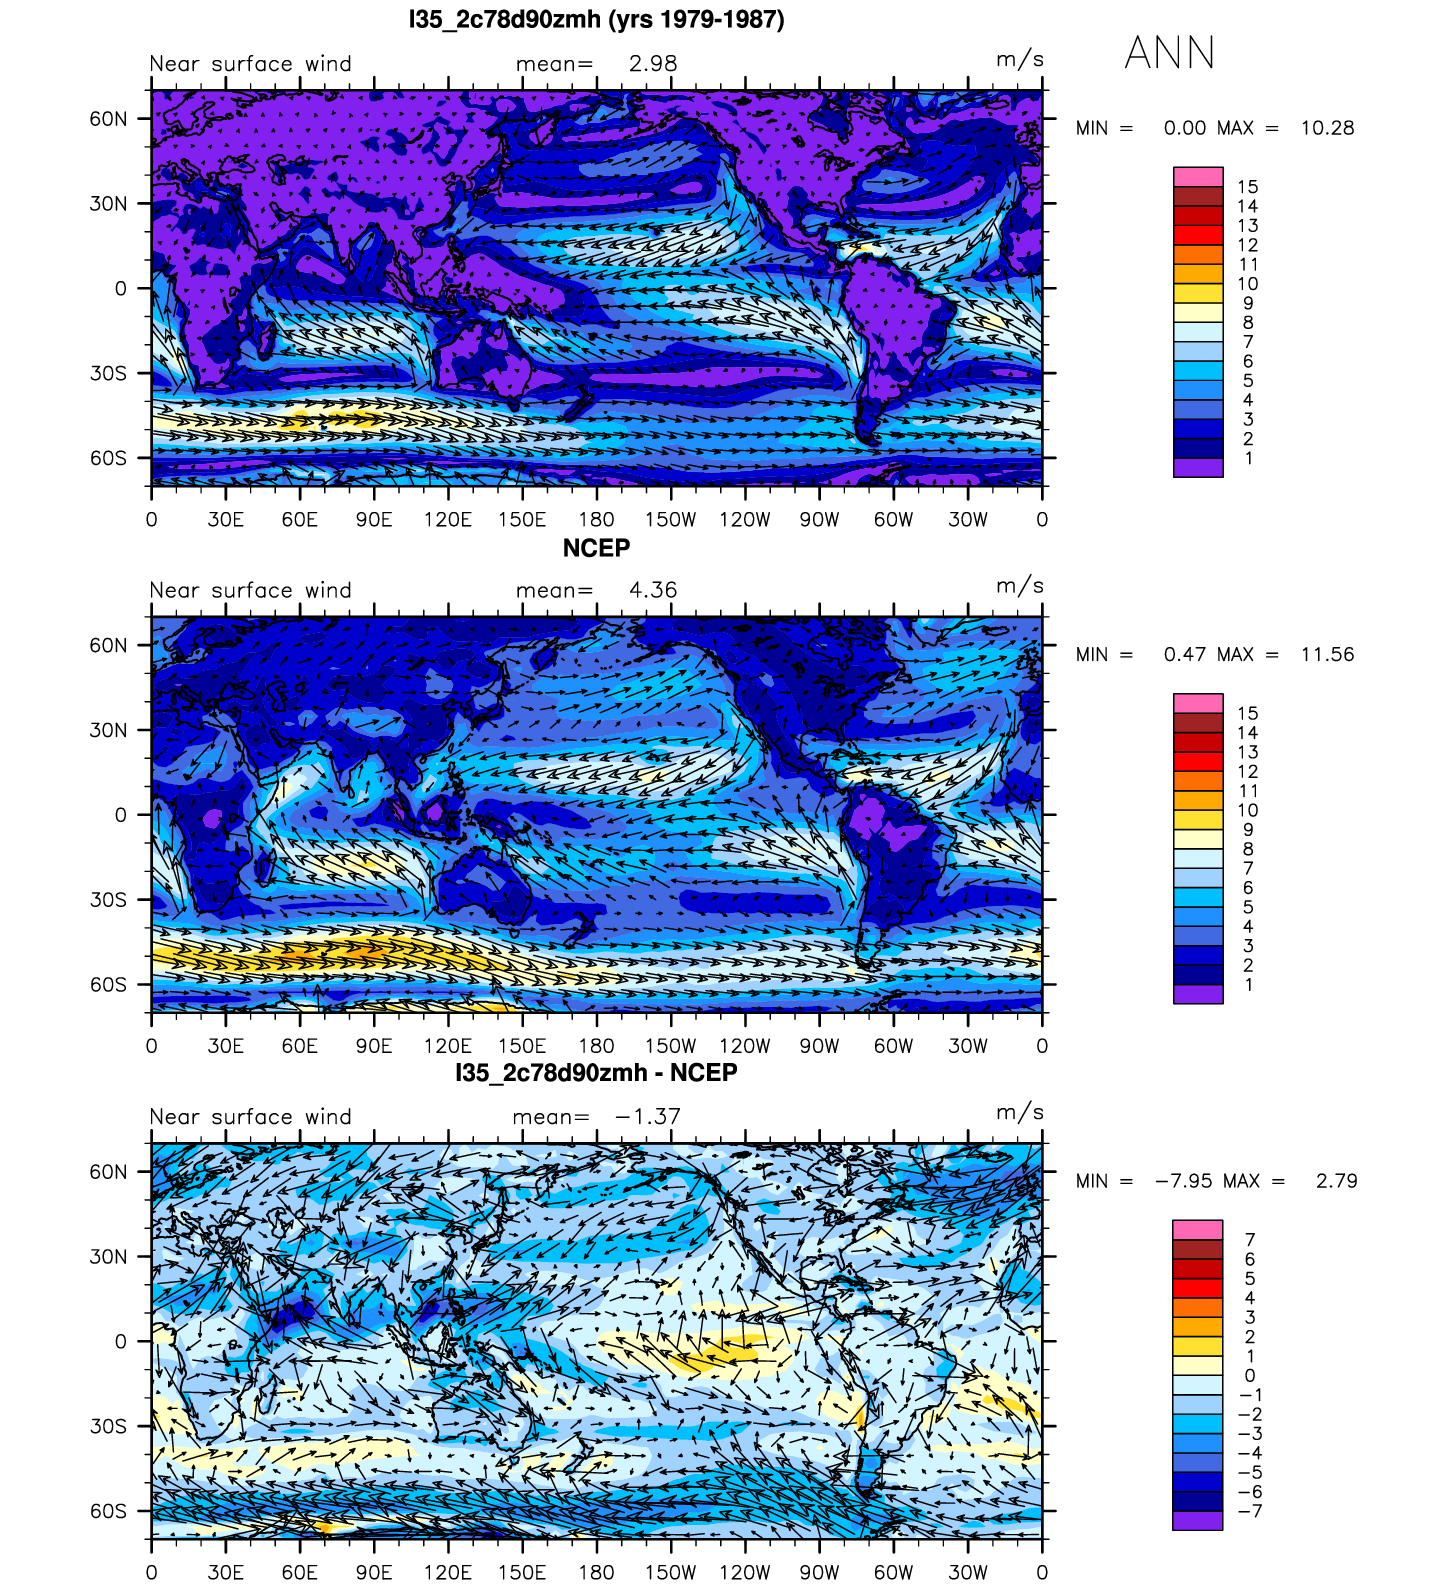 I35_2c78d90zmh (yrs 1979-1987)
ANN
Near surface wind mean= 2.98 m/s
MIN = 0.00 MAX = 10.28
60N
30N
0
30S
60S
0 30E 60E 90E 120E 150E 180 150W 120W 90W 60W 30W 0
15
14
13
12
11
10
9
8
7
6
5
4
3
2
1
NCEP
Near surface wind mean= 4.36 m/s
MIN = 0.47 MAX = 11.56
60N
30N
0
30S
60S
0 30E 60E 90E 120E 150E 180 150W 120W 90W 60W 30W 0
15
14
13
12
11
10
9
8
7
6
5
4
3
2
1
I35_2c78d90zmh - NCEP
Near surface wind mean= −1.37 m/s
MIN = −7.95 MAX = 2.79
60N
30N
0
30S
60S
0 30E 60E 90E 120E 150E 180 150W 120W 90W 60W 30W 0
7
6
5
4
3
2
1
0
−1
−2
−3
−4
−5
−6
−7